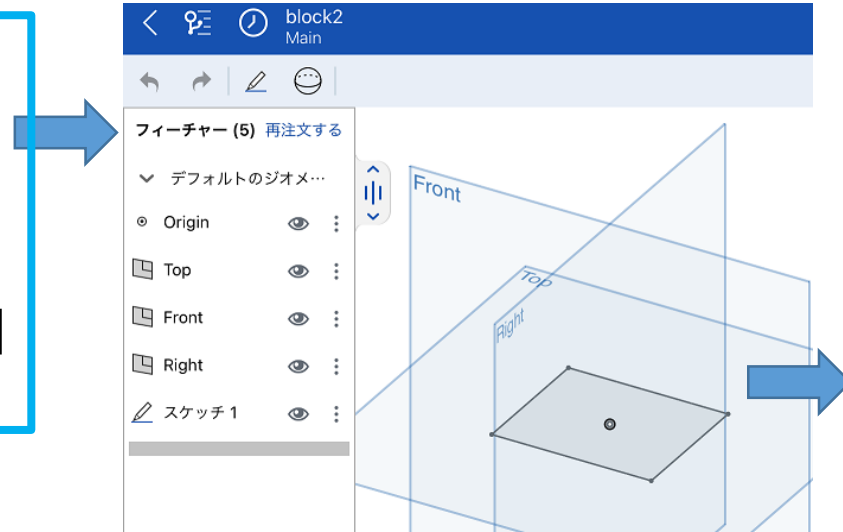 block2
Main
フィーチャー (5) 再注文する
デフォルトのジオメ…
Origin
Top
Front
Right
スケッチ 1
Front
Top
Right